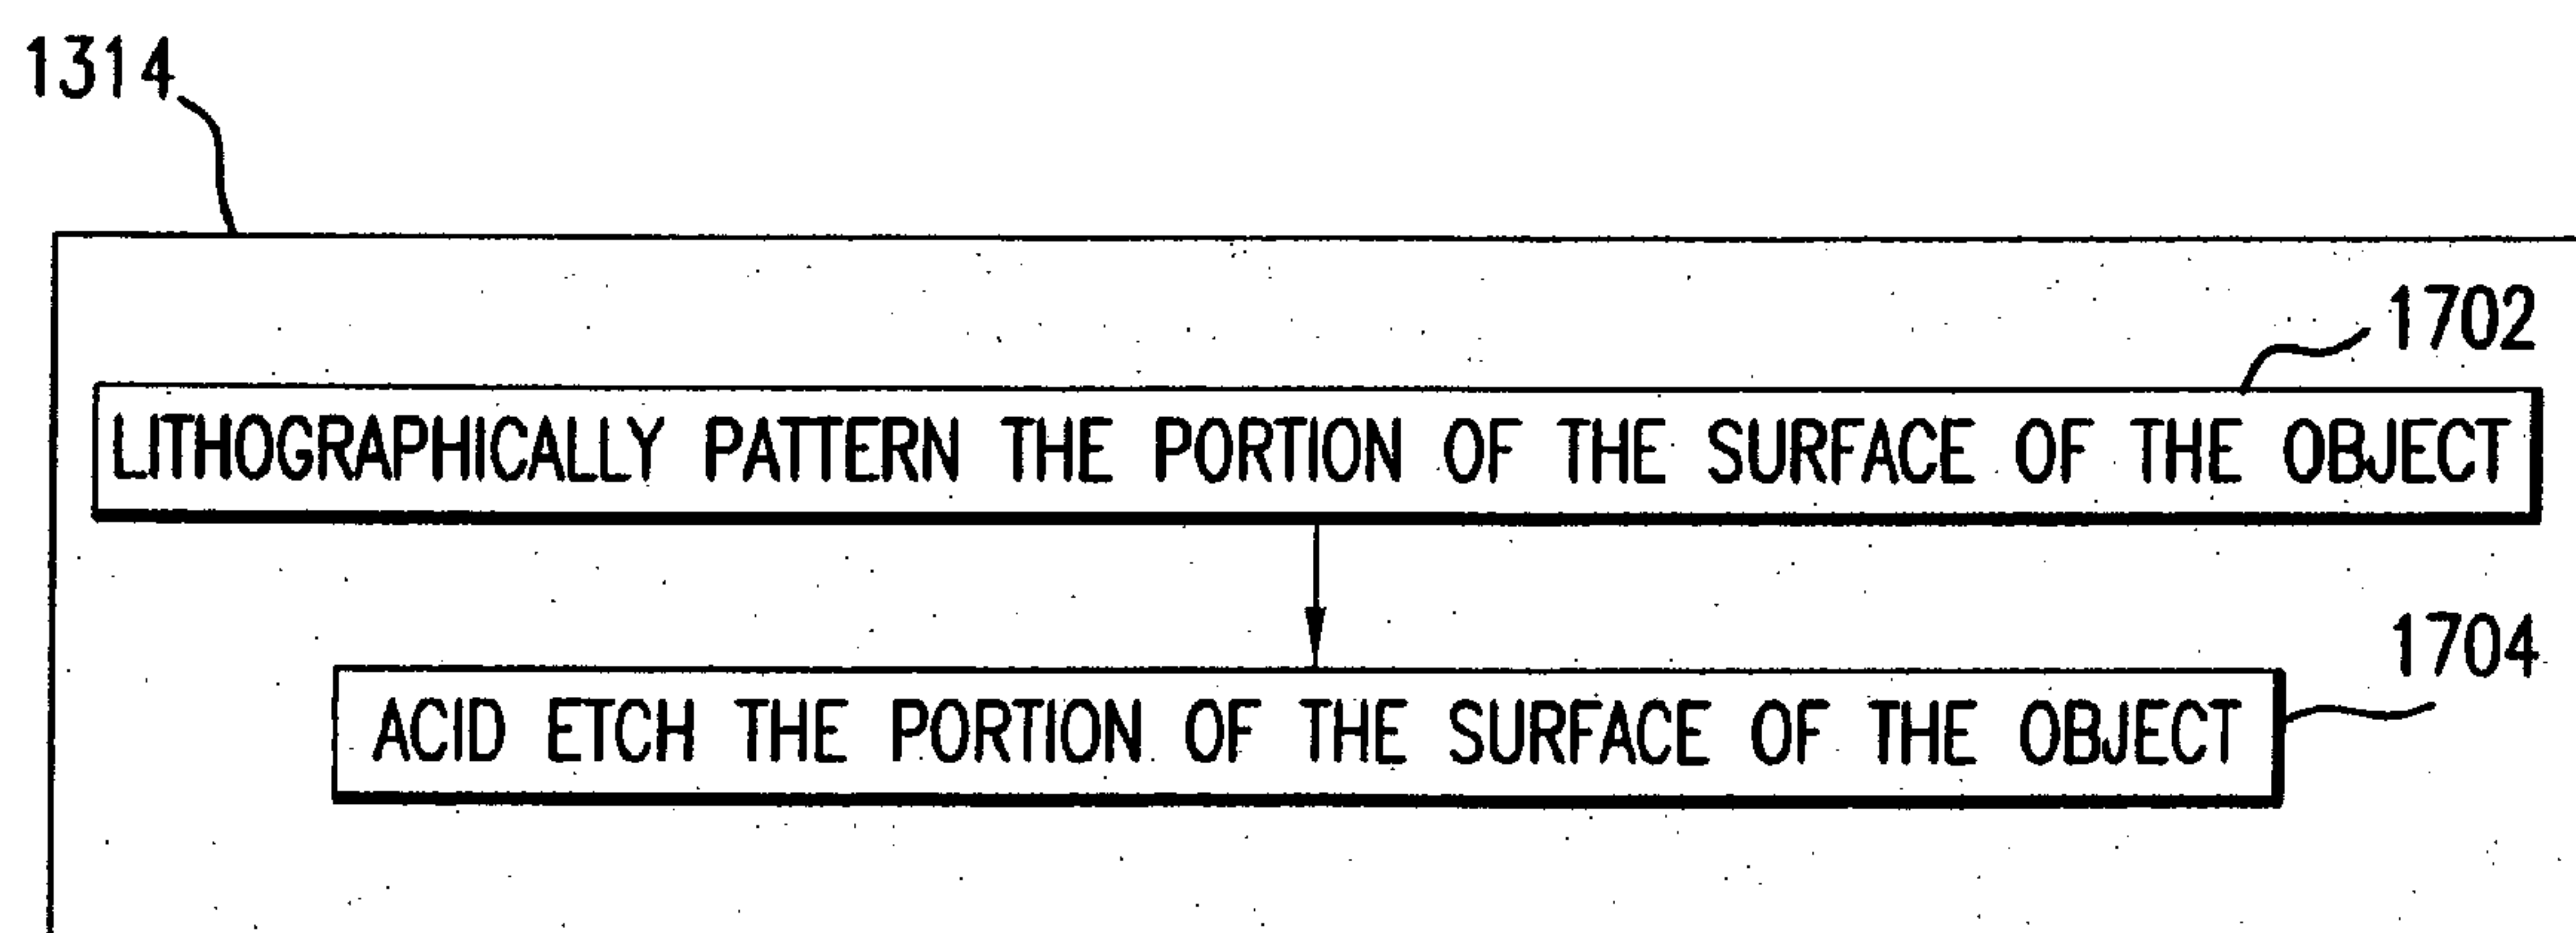 1314
1702
LITHOGRAPHICALLY PATTERN THE PORTION OF THE SURFACE OF THE OBJECT
1704
ACID ETCH THE PORTION OF THE SURFACE OF THE OBJECT